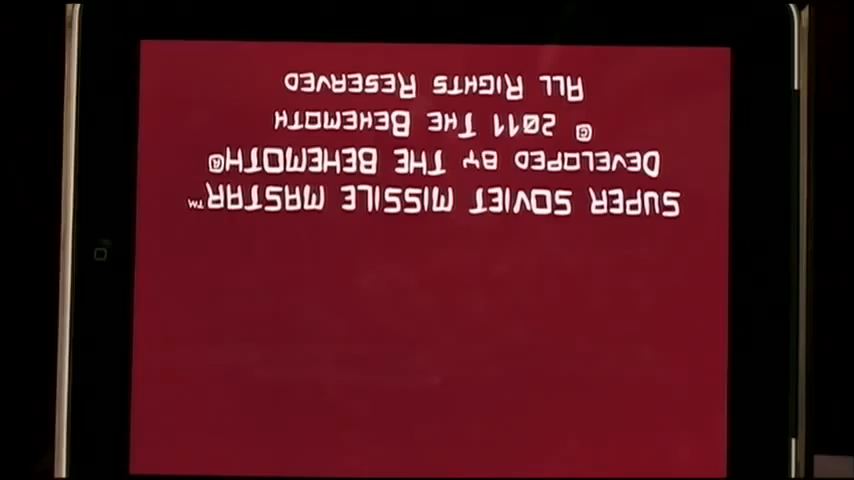 SUPER SOVIET MISSILE MASTAR™
DEVELOPED BY THE BEHEMOTH®
© 2011 THE BEHEMOTH
ALL RIGHTS RESERVED